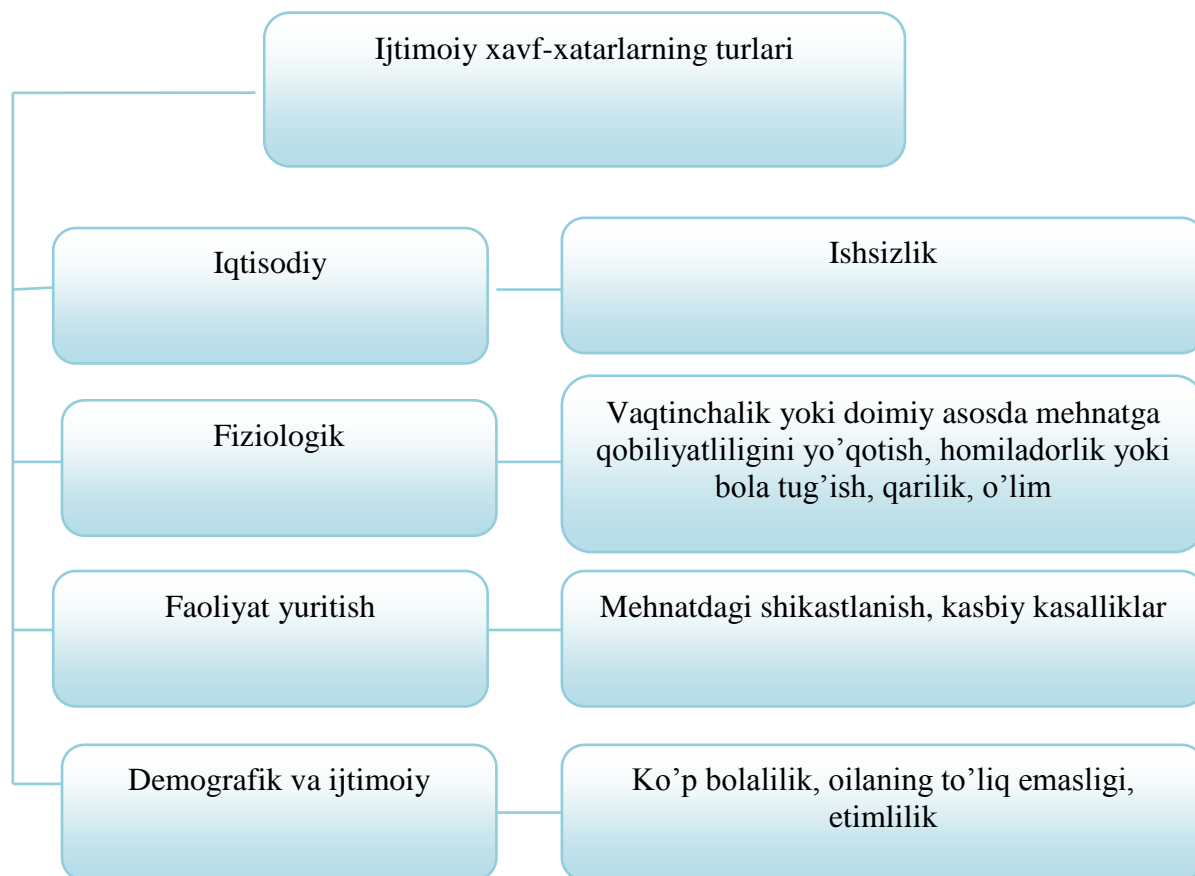 Ijtimoiy xavf-xatarlarning turlari
Iqtisodiy
Ishsizlik
Fiziologik
Vaqtinchalik yoki doimiy asosda mehnatga
qobiliyatliligini yo’qotish, homiladorlik yoki
bola tug’ish, qarilik, o’lim
Faoliyat yuritish
Mehnatdagi shikastlanish, kasbiy kasalliklar
Demografik va ijtimoiy
Ko’p bolalilik, oilaning to’liq emasligi,
etimlilik